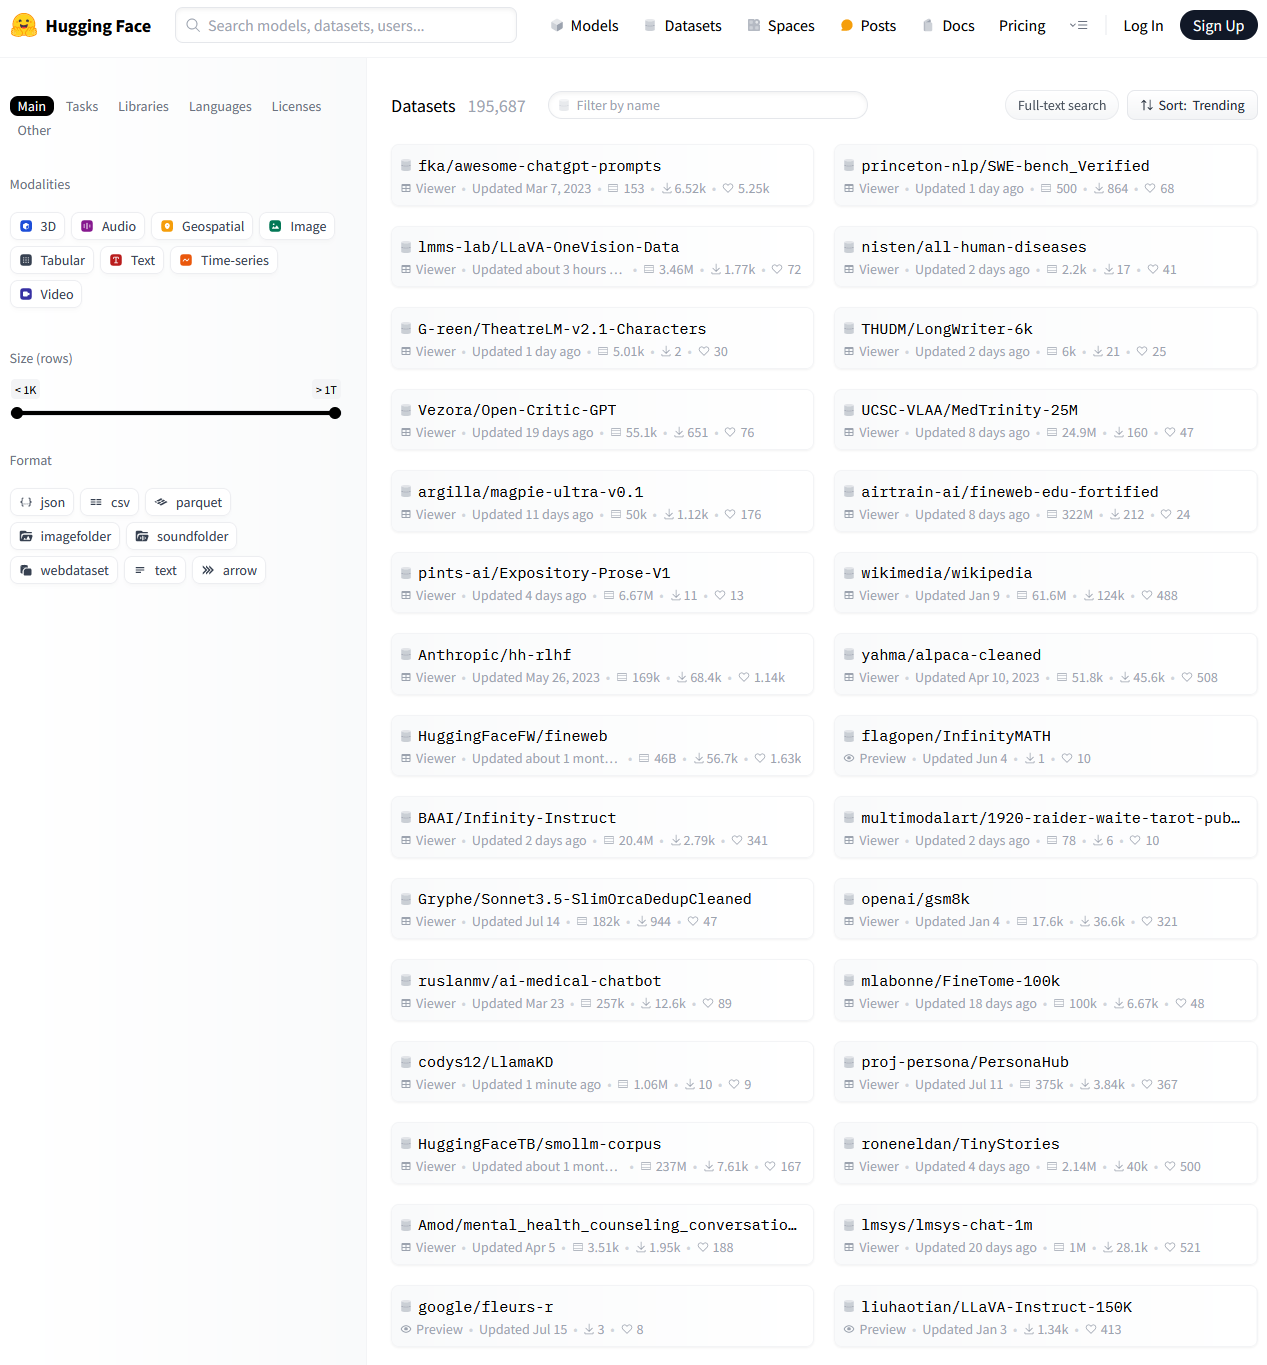 Hugging Face
Search models, datasets, users...
Models
Datasets
Spaces
Posts
Docs
Pricing
Log In
Sign Up
Main Tasks Libraries Languages Licenses
Other
Modalities
3D Audio Geospatial Image
Tabular Text Time-series
Video
Size (rows)
< 1K > 1T
Format
json csv parquet
imagefolder soundfolder
webdataset text arrow
Datasets 195,687 Filter by name Full-text search Sort: Trending
fka/awesome-chatgpt-prompts
Viewer • Updated Mar 7, 2023 • 153 • 6.52k • 5.25k
princeton-nlp/SWE-bench_Verified
Viewer • Updated 1 day ago • 500 • 864 • 68
lmms-lab/LLaVA-OneVision-Data
Viewer • Updated about 3 hours ... • 3.46M • 1.77k • 72
nisten/all-human-diseases
Viewer • Updated 2 days ago • 2.2k • 17 • 41
G-reen/TheatreLM-v2.1-Characters
Viewer • Updated 1 day ago • 5.01k • 2 • 30
THUDM/LongWriter-6k
Viewer • Updated 2 days ago • 6k • 21 • 25
Vezora/Open-Critic-GPT
Viewer • Updated 19 days ago • 55.1k • 651 • 76
UCSC-VLAA/MedTrinity-25M
Viewer • Updated 8 days ago • 24.9M • 160 • 47
argilla/magpie-ultra-v0.1
Viewer • Updated 11 days ago • 50k • 1.12k • 176
airtrain-ai/fineweb-edu-fortified
Viewer • Updated 8 days ago • 322M • 212 • 24
pints-ai/Expository-Prose-V1
Viewer • Updated 4 days ago • 6.67M • 11 • 13
wikimedia/wikipedia
Viewer • Updated Jan 9 • 61.6M • 124k • 488
Anthropic/hh-rlhf
Viewer • Updated May 26, 2023 • 169k • 68.4k • 1.14k
yahma/alpaca-cleaned
Viewer • Updated Apr 10, 2023 • 51.8k • 45.6k • 508
HuggingFaceFW/fineweb
Viewer • Updated about 1 mont... • 46B • 56.7k • 1.63k
flagopen/InfinityMATH
Preview • Updated Jun 4 • 1 • 10
BAAI/Infinity-Instruct
Viewer • Updated 2 days ago • 20.4M • 2.79k • 341
multimodalart/1920-raider-waite-tarot-pub...
Viewer • Updated 2 days ago • 78 • 6 • 10
Gryphe/Sonnet3.5-SlimOrcaDedupCleaned
Viewer • Updated Jul 14 • 182k • 944 • 47
openai/gsm8k
Viewer • Updated Jan 4 • 17.6k • 36.6k • 321
ruslanmv/ai-medical-chatbot
Viewer • Updated Mar 23 • 257k • 12.6k • 89
mlabonne/FineTome-100k
Viewer • Updated 18 days ago • 100k • 6.67k • 48
codys12/LlamaKD
Viewer • Updated 1 minute ago • 1.06M • 10 • 9
proj-persona/PersonaHub
Viewer • Updated Jul 11 • 375k • 3.84k • 367
HuggingFaceTB/smollm-corpus
Viewer • Updated about 1 mont... • 237M • 7.61k • 167
roneneldan/TinyStories
Viewer • Updated 4 days ago • 2.14M • 40k • 500
Amod/mental_health_counseling_conversatio...
Viewer • Updated Apr 5 • 3.51k • 1.95k • 188
lmsys/lmsys-chat-1m
Viewer • Updated 20 days ago • 1M • 28.1k • 521
google/fleurs-r
Preview • Updated Jul 15 • 3 • 8
liuhaotian/LLaVA-Instruct-150K
Preview • Updated Jan 3 • 1.34k • 413